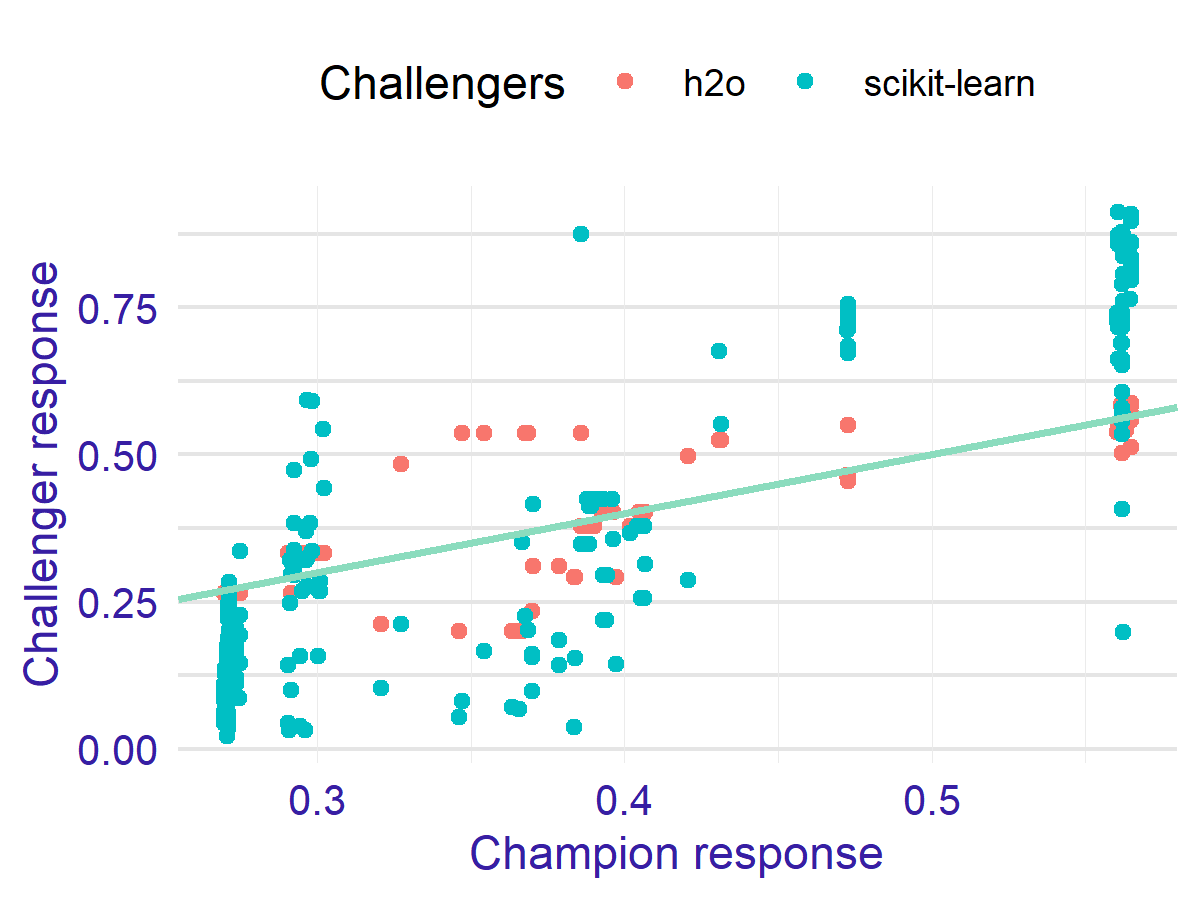 Challengers h2o scikit-learn
Challenger response
0.75
0.50
0.25
0.00
0.3 0.4 0.5
Champion response